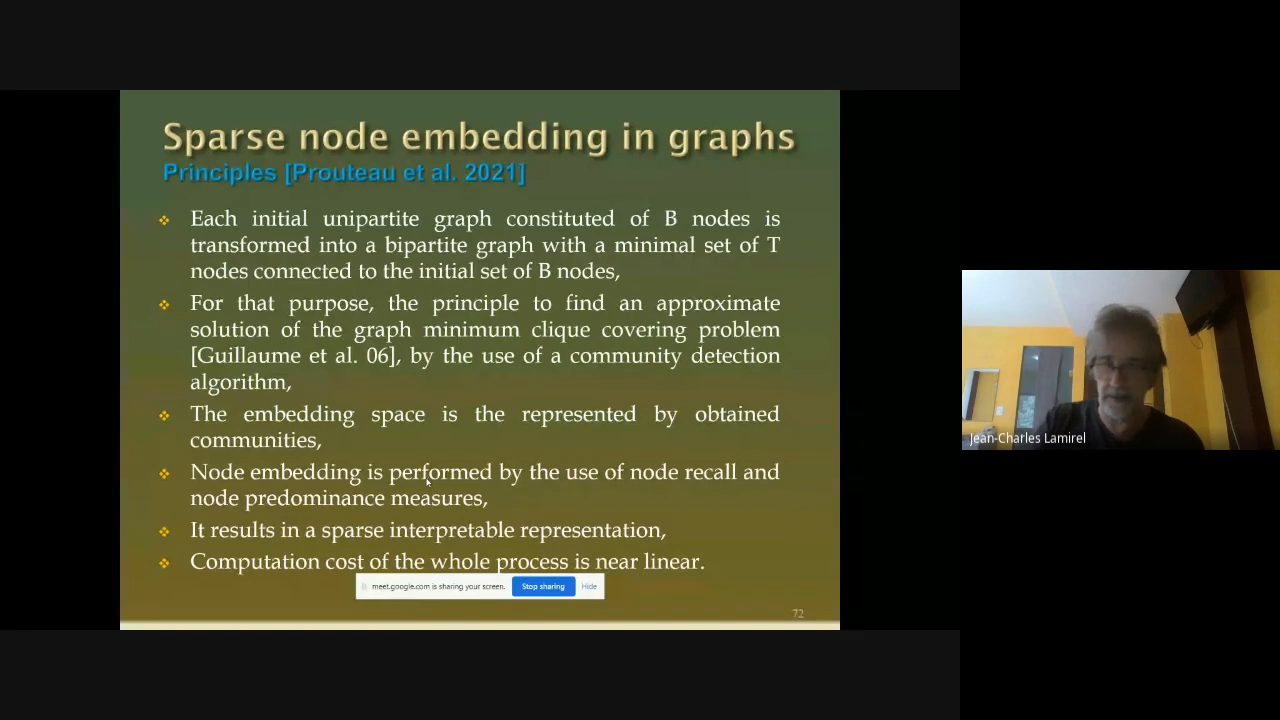 Sparse node embedding in graphs
Principles [Prouteau et al. 2021]
Each initial unipartite graph constituted of B nodes is
transformed into a bipartite graph with a minimal set of T
nodes connected to the initial set of B nodes,
For that purpose, the principle to find an approximate
solution of the graph minimum clique covering problem
[Guillaume et al. 06], by the use of a community detection
algorithm,
The embedding space is the represented by obtained
communities,
Node embedding is performed by the use of node recall and
node predominance measures,
It results in a sparse interpretable representation,
Computation cost of the whole process is near linear.
meet.google.com is sharing your screen. Stop sharing Hide
72
Jean-Charles Lamirel